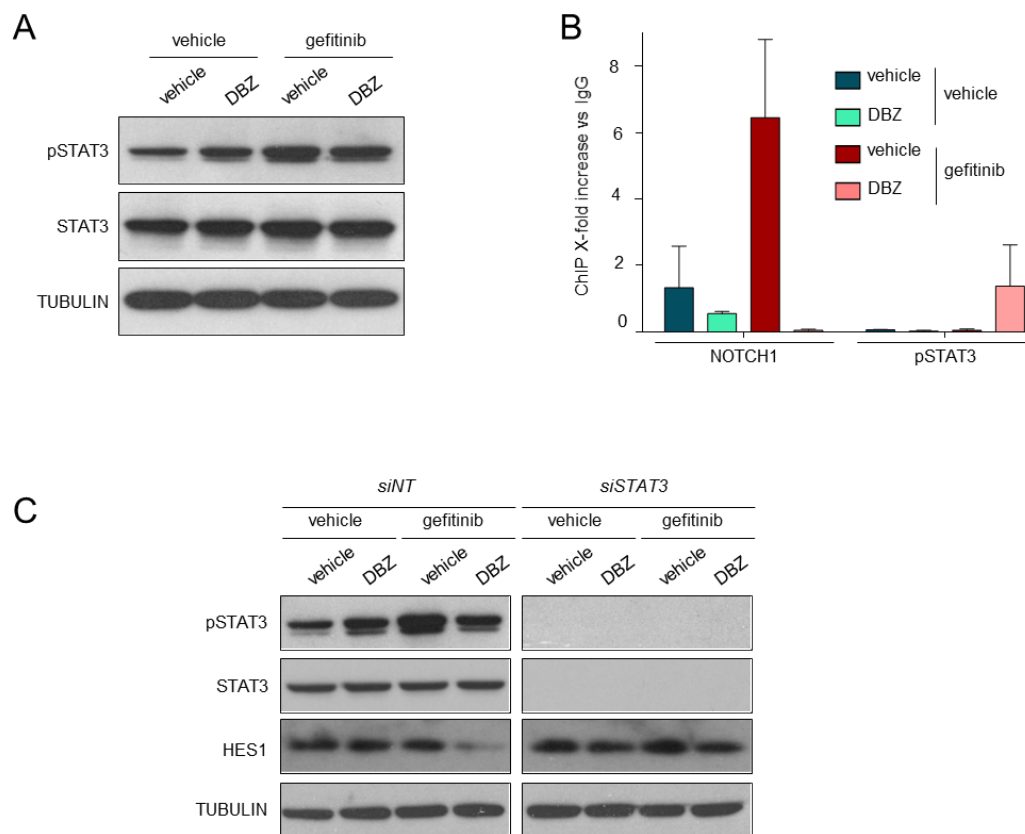 A
vehicle gefitinib
vehicle DBZ vehicle DBZ
pSTAT3
STAT3
TUBULIN
B
ChIP X-fold increase vs IgG
8
6
4
2
0
NOTCH1 pSTAT3
vehicle
DBZ
vehicle
vehicle
DBZ
gefitinib
C
siNT siSTAT3
vehicle gefitinib vehicle gefitinib
vehicle DBZ vehicle DBZ vehicle DBZ vehicle DBZ
pSTAT3
STAT3
HES1
TUBULIN